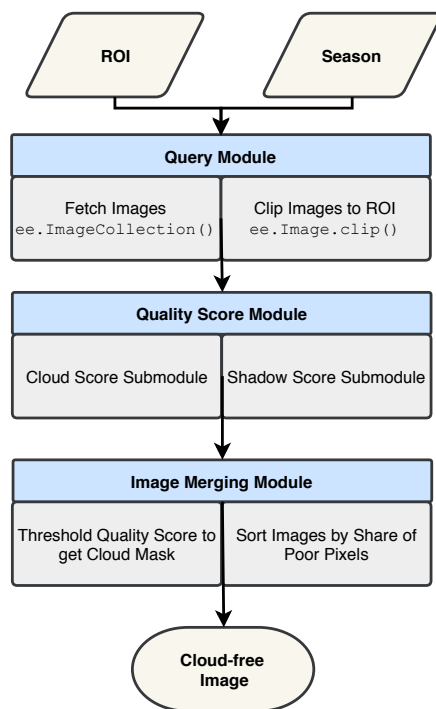 ROI
Season
Query Module
Fetch Images
ee.ImageCollection()
Clip Images to ROI
ee.Image.clip()
Quality Score Module
Cloud Score Submodule
Shadow Score Submodule
Image Merging Module
Threshold Quality Score to
get Cloud Mask
Sort Images by Share of
Poor Pixels
Cloud-free
Image